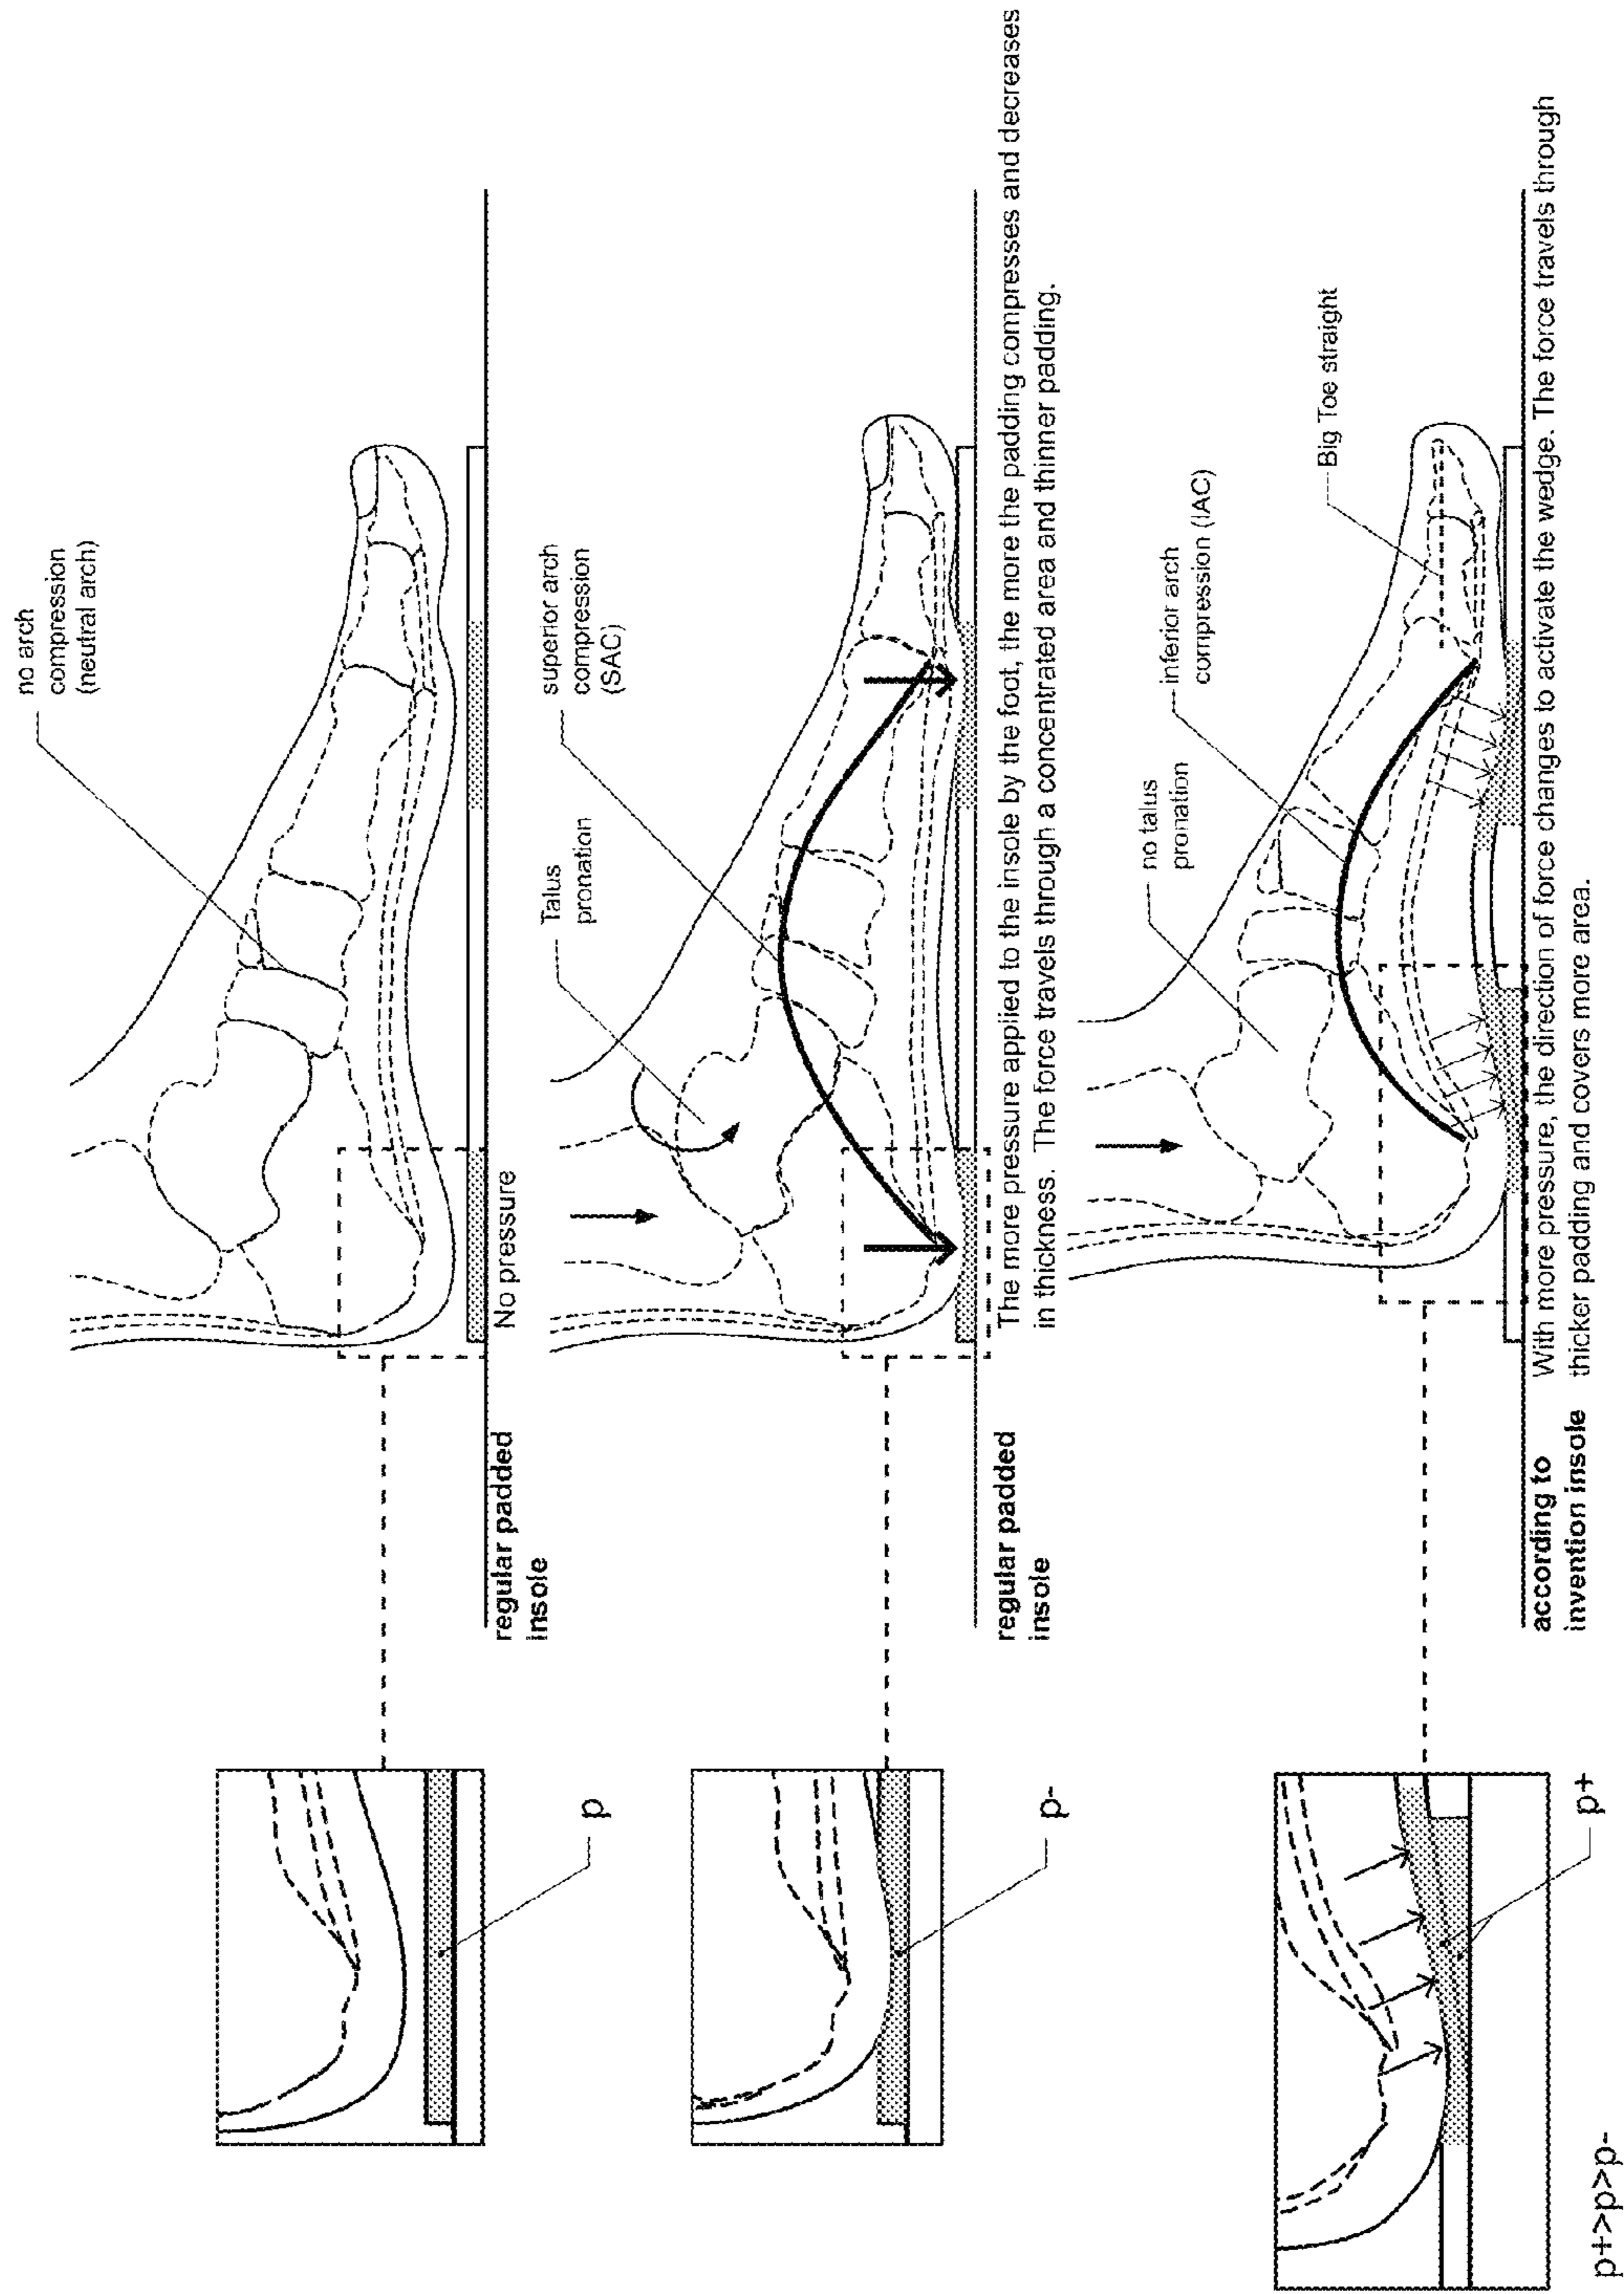 no arch
compression
(neutral arch)
No pressure
regular padded
insole
p
superior arch
compression
(SAC)
Talus
pronation
The more pressure applied to the insole by the foot, the more the padding compresses and decreases
in thickness. The force travels through a concentrated area and thinner padding.
regular padded
insole
p-
Big Toe straight
inferior arch
compression (IAC)
no talus
pronation
With more pressure, the direction of force changes to activate the wedge. The force travels through
thicker padding and covers more area.
according to
invention insole
p+
p+>p>p-